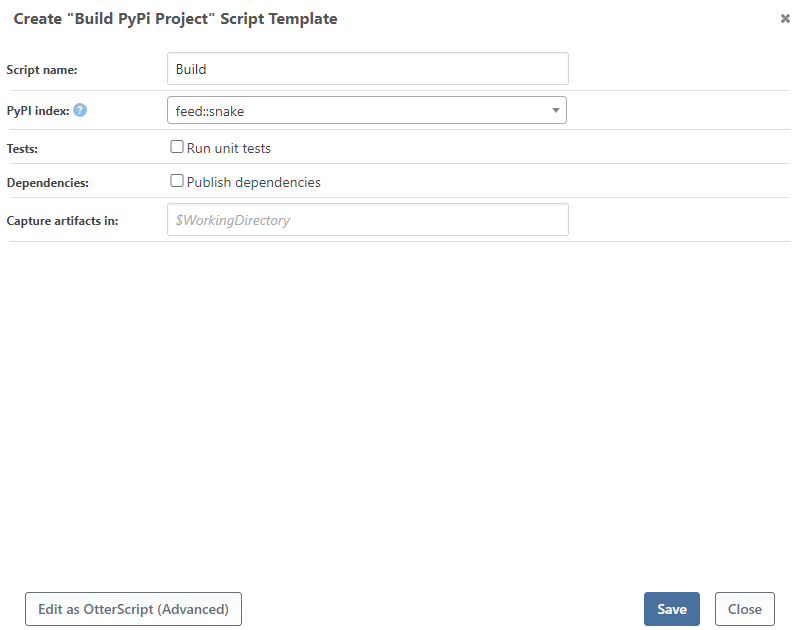 Create "Build PyPi Project" Script Template
Script name: Build
PyPI index: ? feed::snake
Tests: Run unit tests
Dependencies: Publish dependencies
Capture artifacts in: $WorkingDirectory
Edit as OtterScript (Advanced) Save Close